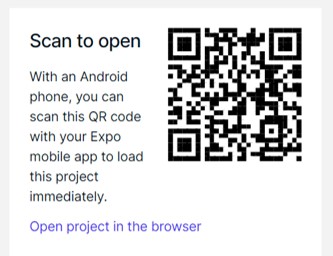 Scan to open
With an Android
phone, you can
scan this QR code
with your Expo
mobile app to load
this project
immediately.
Open project in the browser